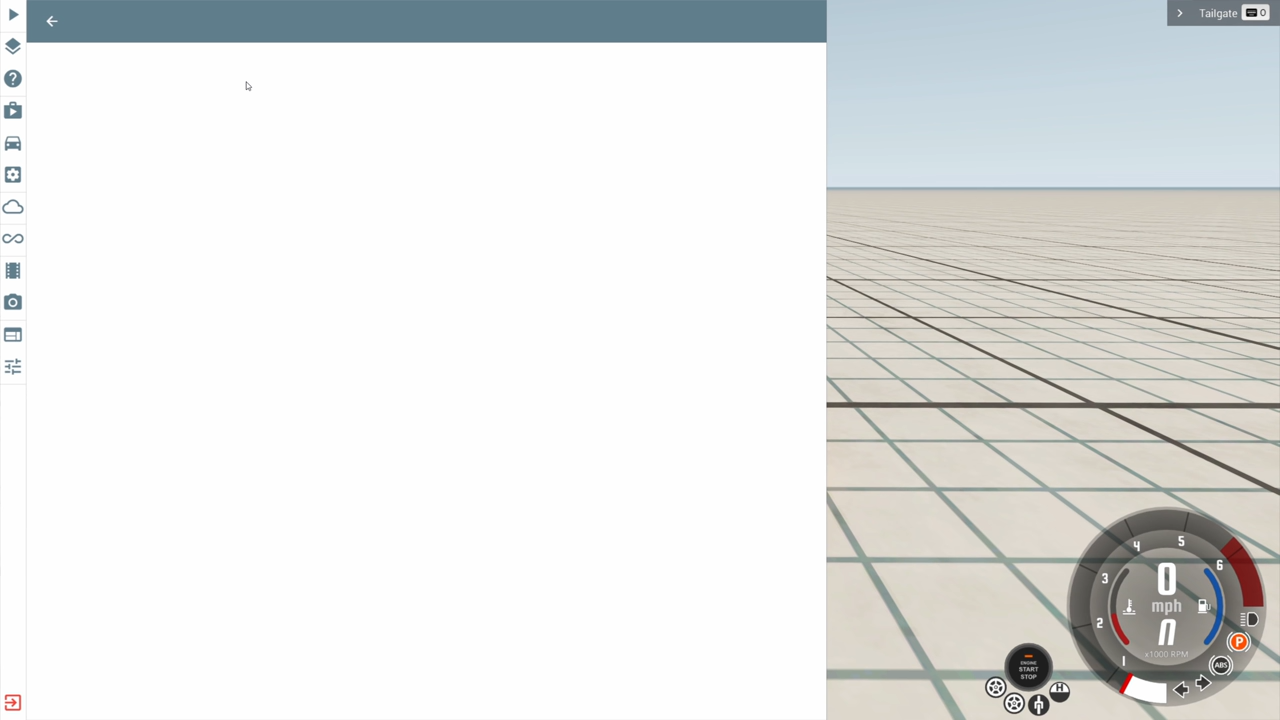 Tailgate 0
5
4
6
3
0
mph
2
n
x1000 RPM
1
P
ENGINE
START
STOP
ABS
H